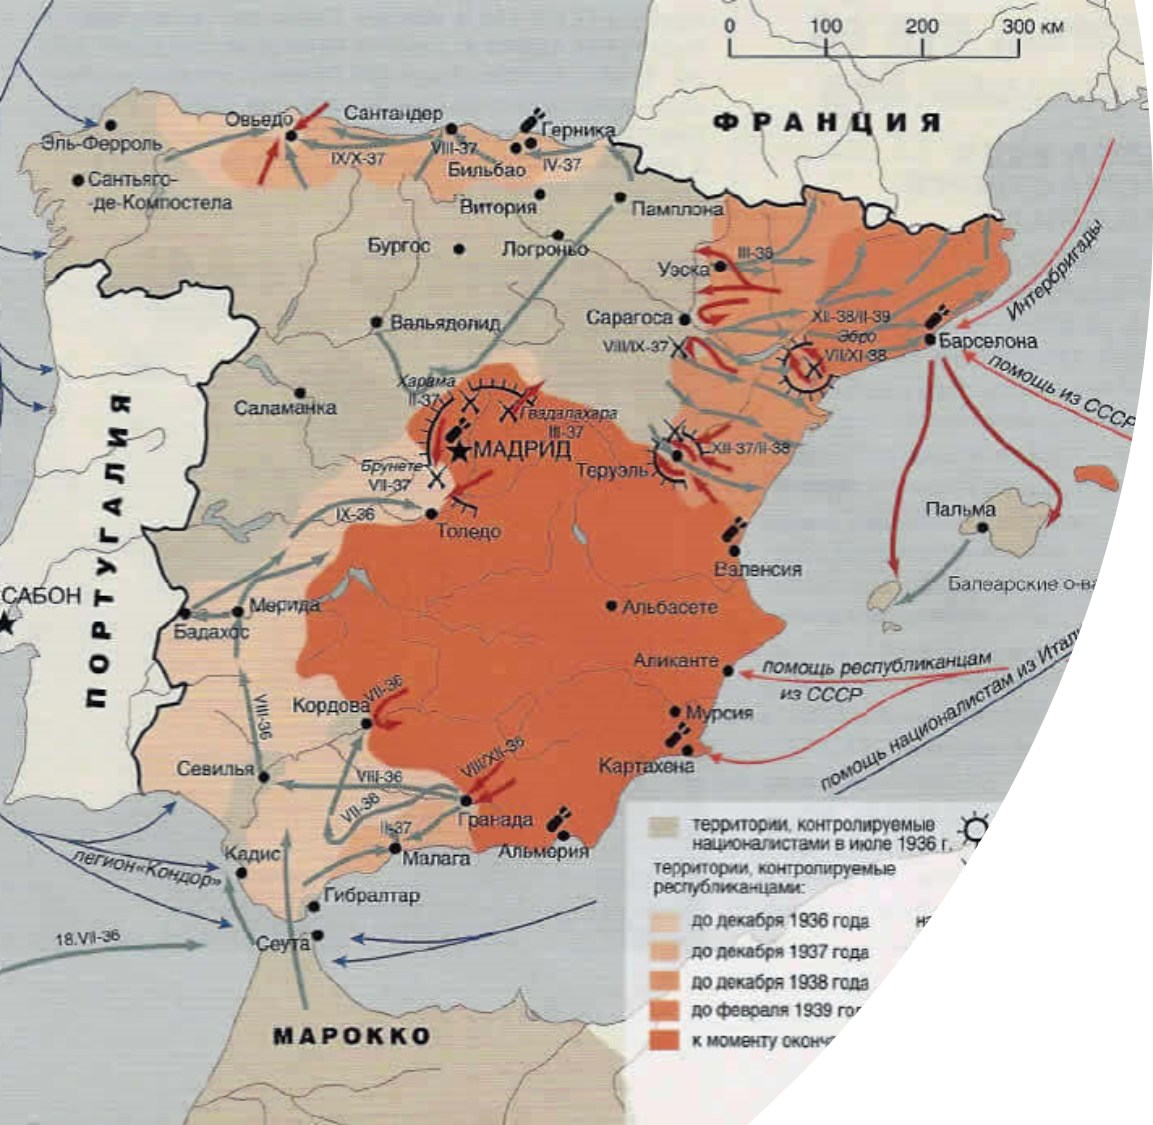 0 100 200 300 км
ФРАНЦИЯ
Овьедо
Сантандер
Герника
Эль-Ферроль
IX/X-37
VIII-37
Бильбао
IV-37
Сантьяго-
-де-Компостела
Витория
Памплона
Бургос
Логроньо
Уэска
III-38
Интербригады
Вальядолид
Сарагоса
XII-38/II-39
Эбро
VII/XI-38
VIII/IX-37
Барселона
помощь из СССР
Харама
II-37
Саламанка
Гвадалахара
III-37
МАДРИД
XII-37/II-38
Теруэль
Брунете
VII-37
IX-36
Толедо
Пальма
Валенсия
Балеарские о-ва
ПОРТУГАЛИЯ
САБОН
Мерида
Бадахос
Альбасете
Аликанте
помощь республиканцам
из СССР
помощь националистам из Итал
VIII-36
VII-36
Кордова
Мурсия
Картахена
Севилья
VIII-36
VIII/XII-36
VII-36
II-37
Гранада
Альмерия
Малага
Кадис
легион«Кондор»
Гибралтар
18.VII-36
Сеута
МАРОККО
территории, контролируемые
националистами в июле 1936 г.
территории, контролируемые
республиканцами:
до декабря 1936 года
до декабря 1937 года
до декабря 1938 года
до февраля 1939 го
к моменту оконч